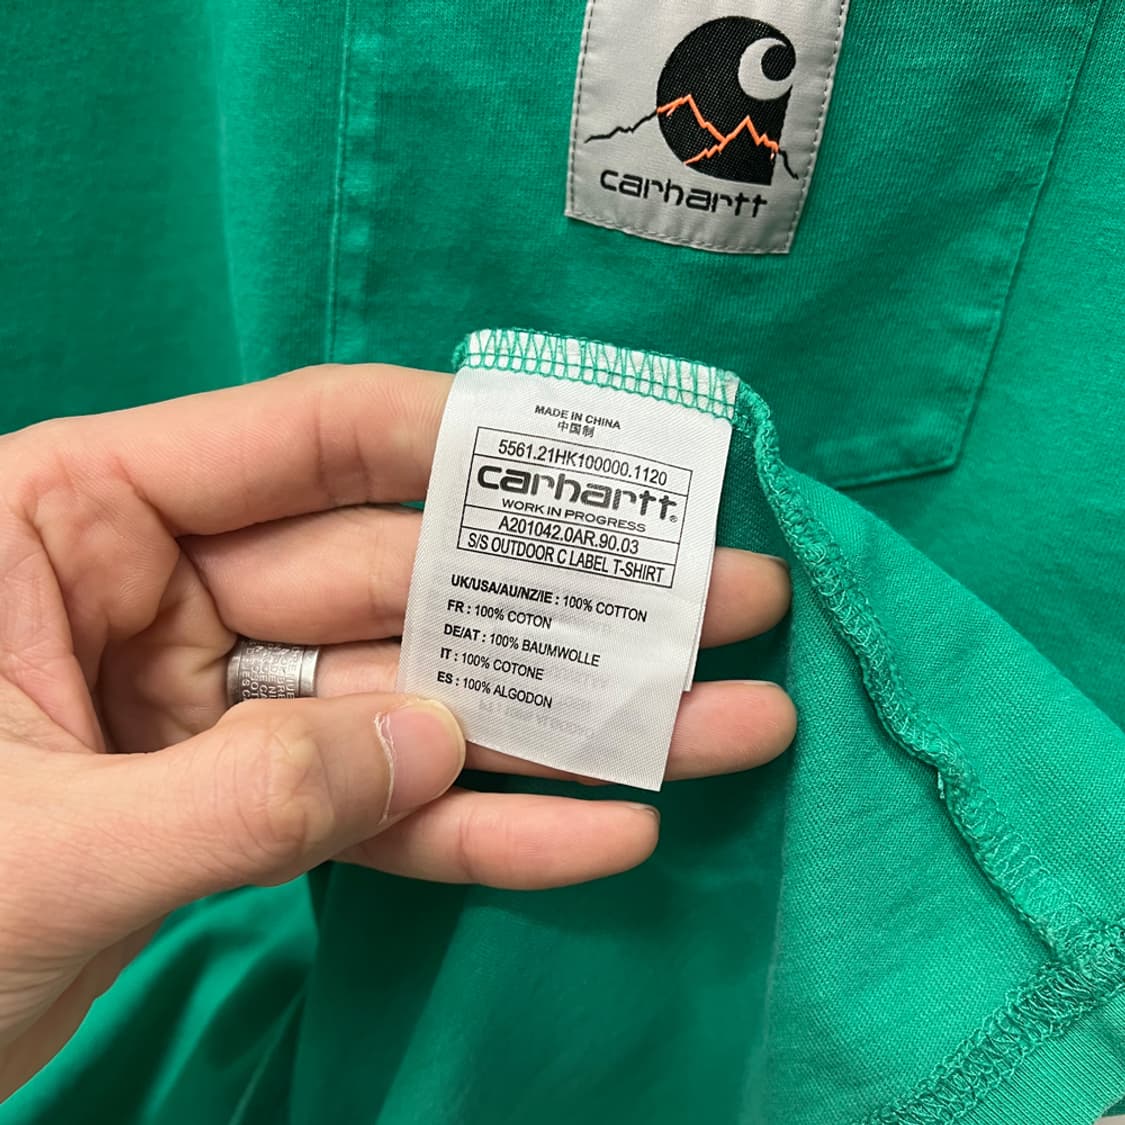 carhartt
MADE IN CHINA
中国制
5561.21HK100000.1120
carhartt®
WORK IN PROGRESS
A201042.0AR.90.03
S/S OUTDOOR C LABEL T-SHIRT
UK/USA/AU/NZ/IE : 100% COTTON
FR : 100% COTON
DE/AT : 100% BAUMWOLLE
IT : 100% COTONE
ES : 100% ALGODON